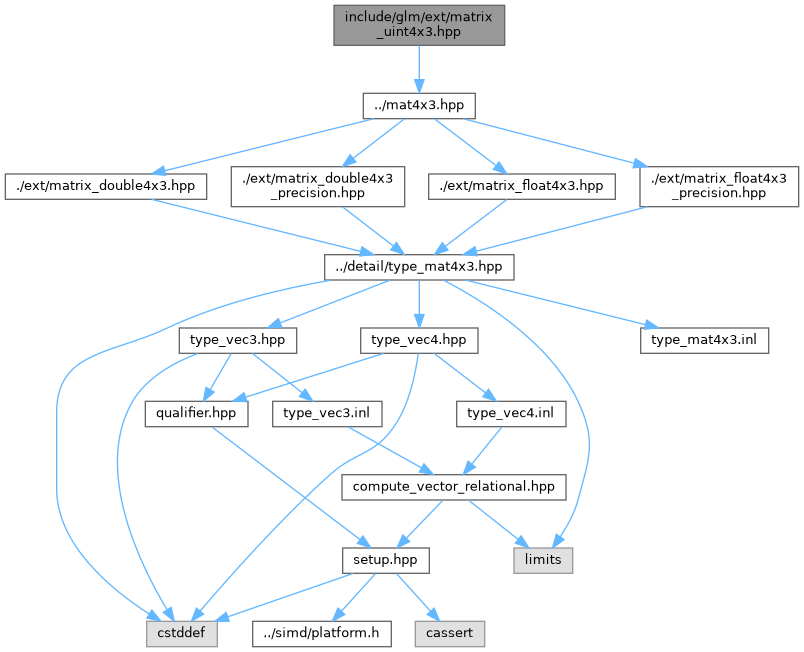 include/glm/ext/matrix
_uint4x3.hpp
../mat4x3.hpp
./ext/matrix_double4x3.hpp
./ext/matrix_double4x3
_precision.hpp
./ext/matrix_float4x3.hpp
./ext/matrix_float4x3
_precision.hpp
../detail/type_mat4x3.hpp
type_vec3.hpp
type_vec4.hpp
type_mat4x3.inl
qualifier.hpp
type_vec3.inl
type_vec4.inl
compute_vector_relational.hpp
setup.hpp
limits
cstddef
../simd/platform.h
cassert